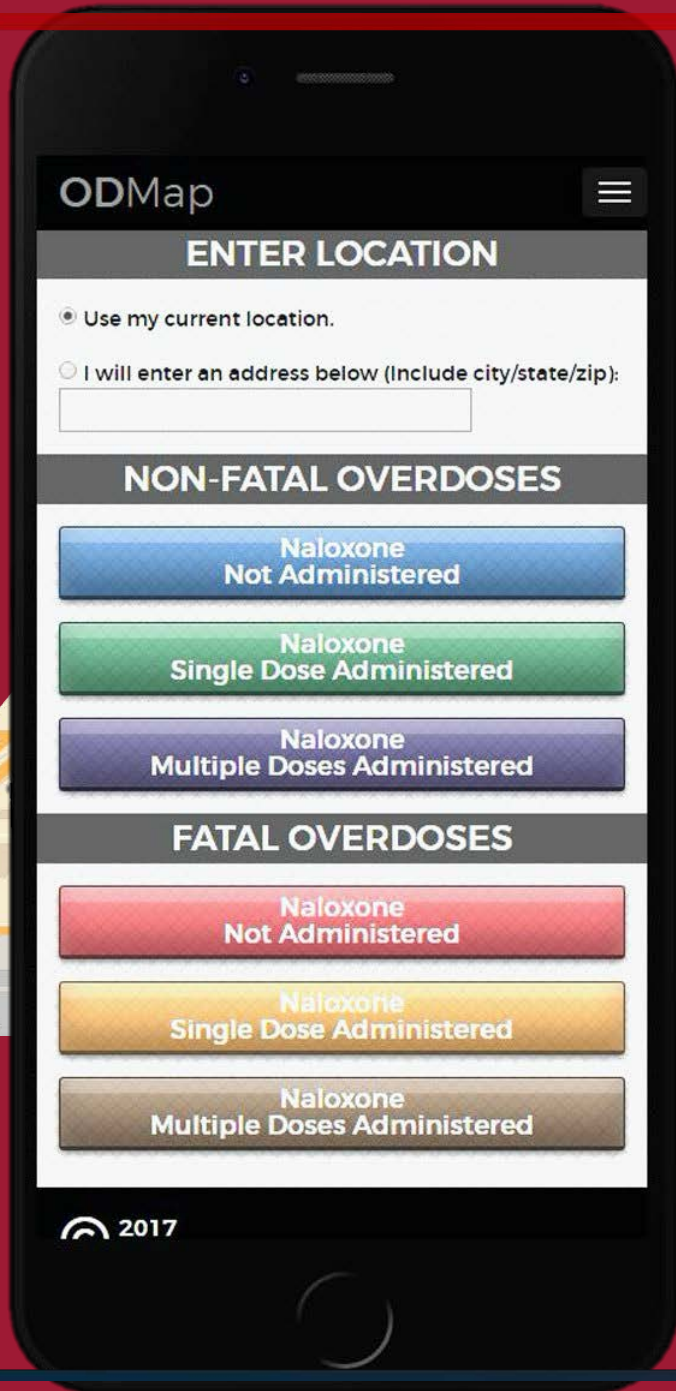 ODMap
ENTER LOCATION
Use my current location.
I will enter an address below (Include city/state/zip):
NON-FATAL OVERDOSES
Naloxone
Not Administered
Naloxone
Single Dose Administered
Naloxone
Multiple Doses Administered
FATAL OVERDOSES
Naloxone
Not Administered
Naloxone
Single Dose Administered
Naloxone
Multiple Doses Administered
© 2017